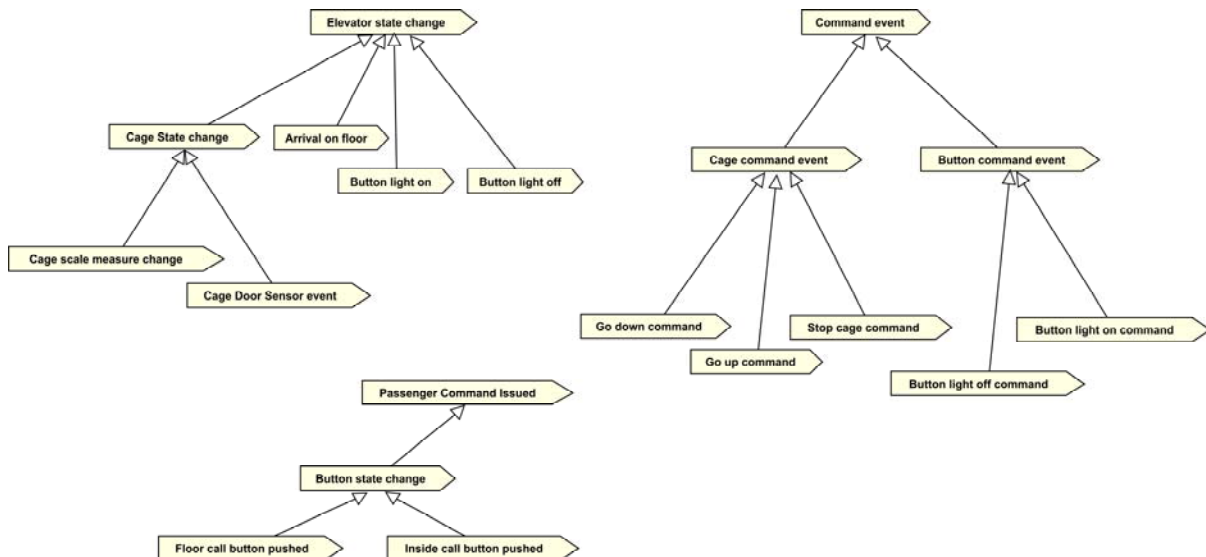 Elevator state change
Command event
Cage State change
Arrival on floor
Button light on
Button light off
Cage command event
Button command event
Cage scale measure change
Cage Door Sensor event
Go down command
Stop cage command
Button light on command
Go up command
Button light off command
Passenger Command Issued
Button state change
Floor call button pushed
Inside call button pushed